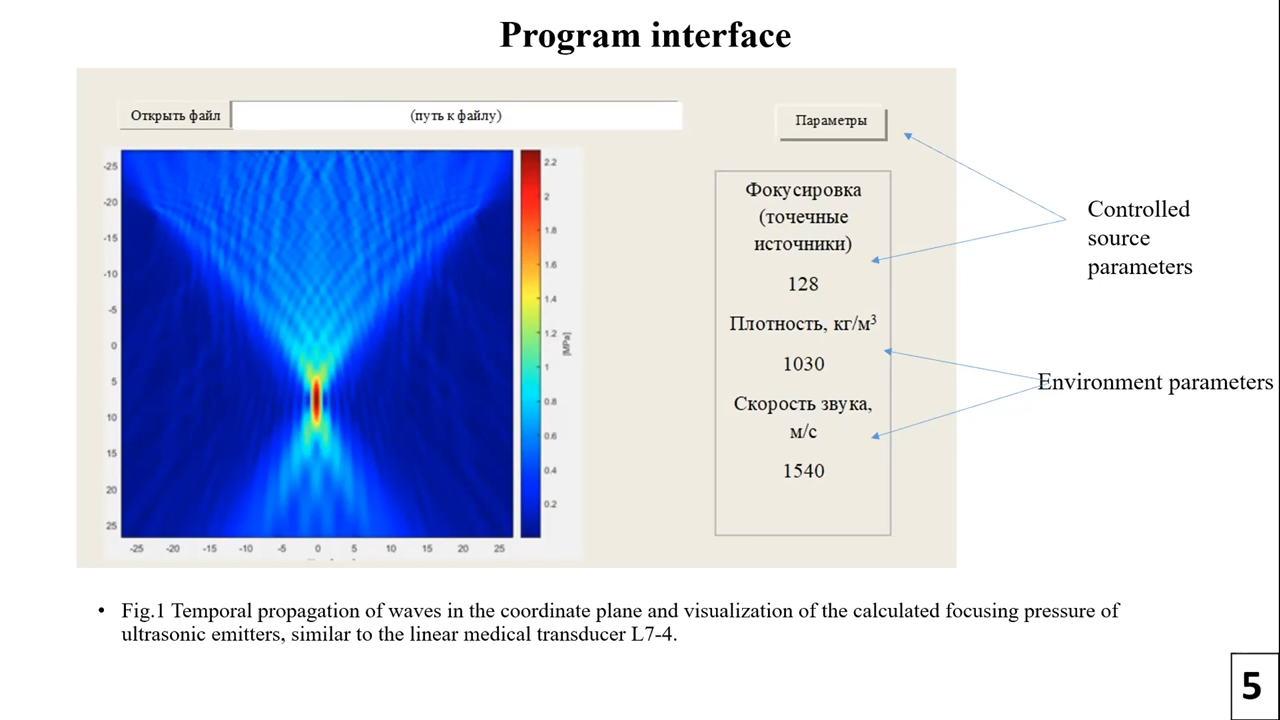 Program interface
Открыть файл
(путь к файлу)
Параметры
-25
-20
-15
-10
-5
0
5
10
15
20
25
-25
-20
-15
-10
-5
0
5
10
15
20
25
2.2
2
1.8
1.6
1.4
1.2
1
0.8
0.6
0.4
0.2
[MPa]
Фокусировка
(точечные
источники)
128
Плотность, кг/м³
1030
Скорость звука,
м/с
1540
Controlled
source
parameters
Environment parameters
• Fig.1 Temporal propagation of waves in the coordinate plane and visualization of the calculated focusing pressure of
ultrasonic emitters, similar to the linear medical transducer L7-4.
5